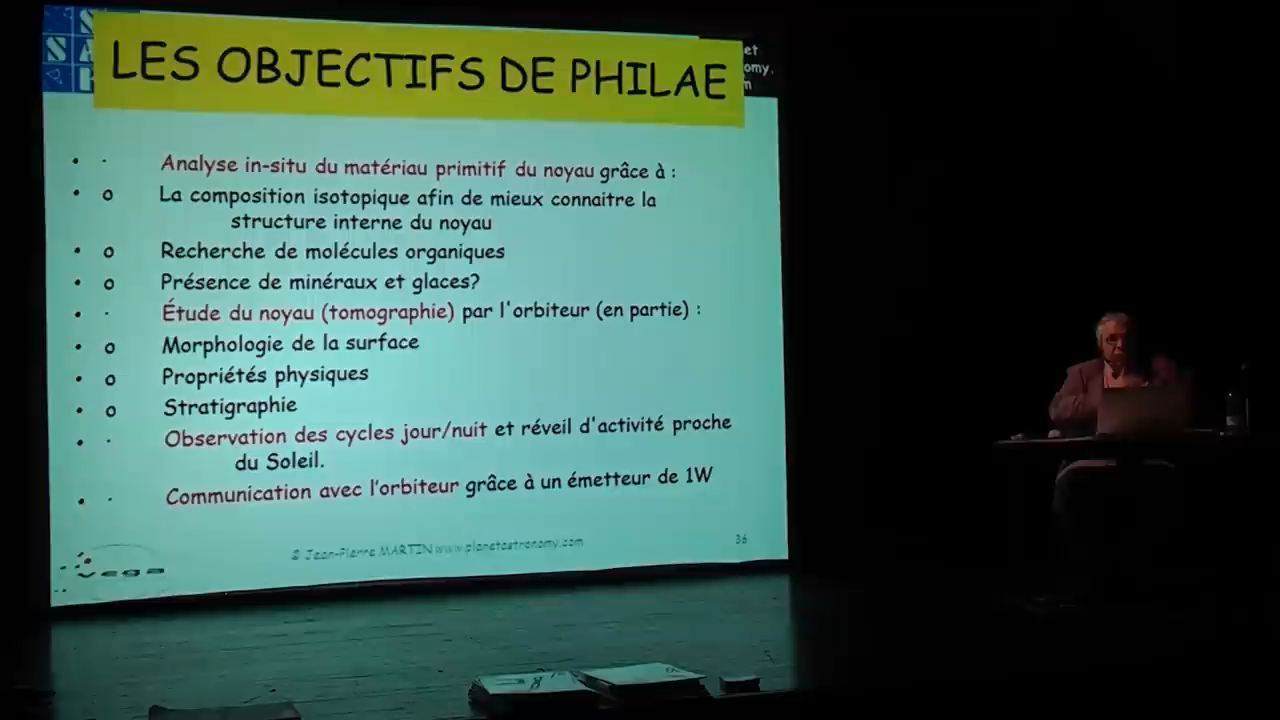 LES OBJECTIFS DE PHILAE
et
omy.
m
• · Analyse in-situ du matériau primitif du noyau grâce à :
• o La composition isotopique afin de mieux connaitre la
structure interne du noyau
• o Recherche de molécules organiques
• o Présence de minéraux et glaces?
• · Étude du noyau (tomographie) par l'orbiteur (en partie) :
• o Morphologie de la surface
• o Propriétés physiques
• o Stratigraphie
• · Observation des cycles jour/nuit et réveil d'activité proche
du Soleil.
• · Communication avec l'orbiteur grâce à un émetteur de 1W
© Jean-Pierre MARTIN www.planetastronomy.com
36
vega